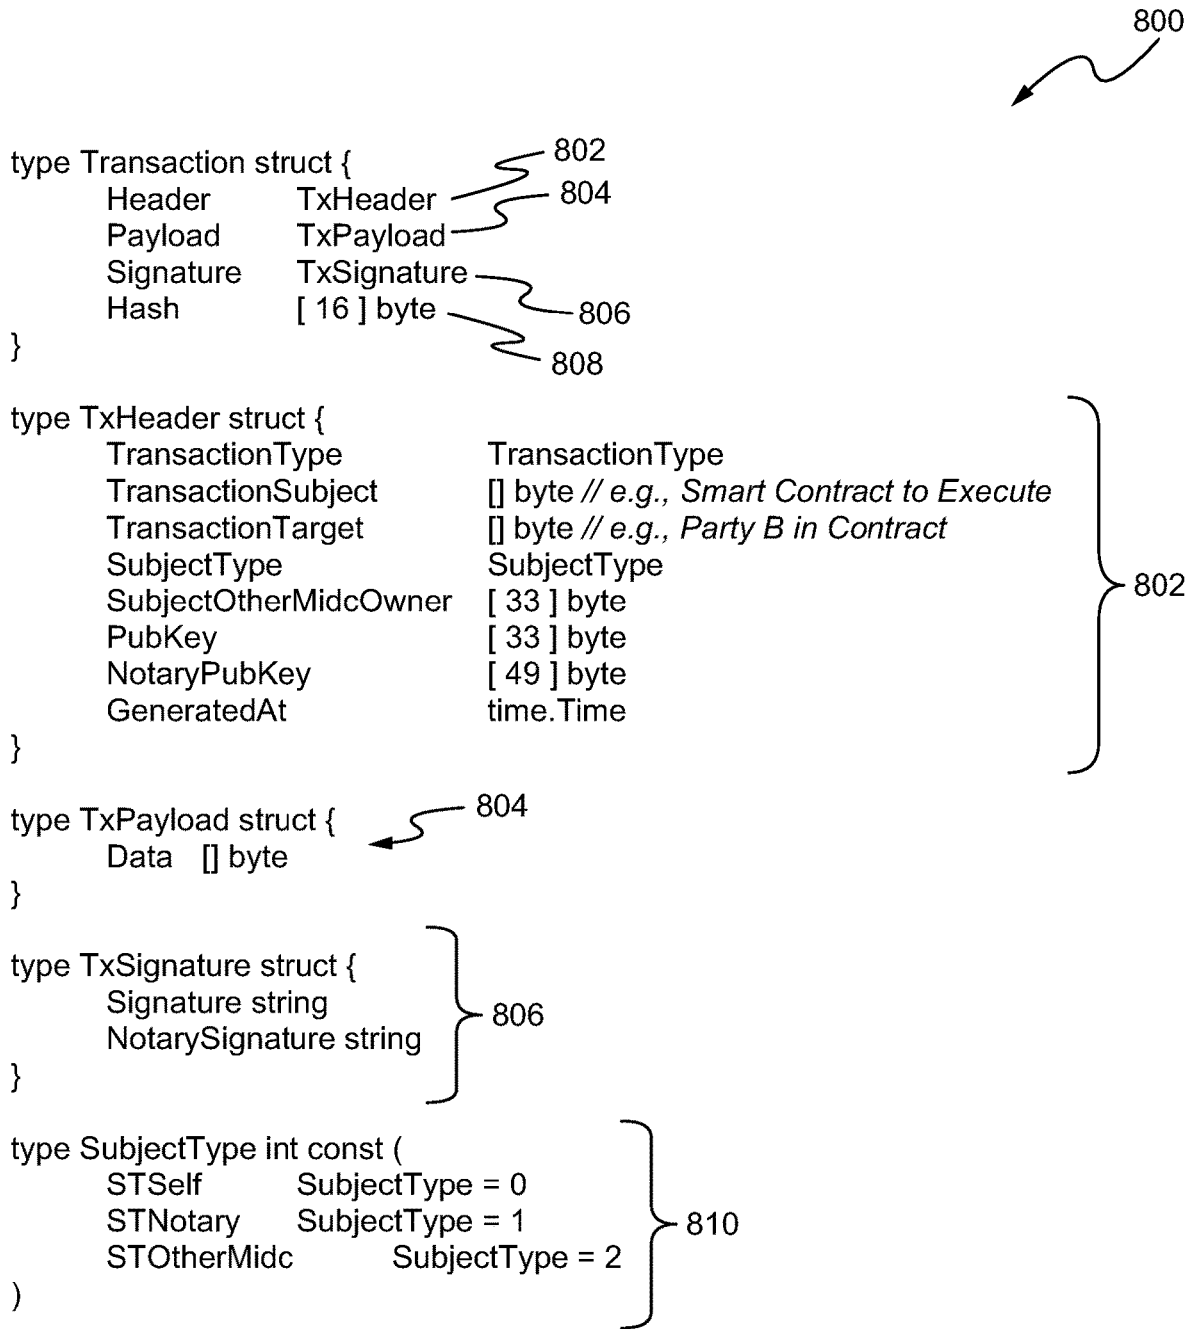 800
type Transaction struct { 802
Header TxHeader 804
Payload TxPayload
Signature TxSignature
Hash [ 16 ] byte 806
} 808
type TxHeader struct {
TransactionType TransactionType
TransactionSubject [] byte // e.g., Smart Contract to Execute
TransactionTarget [] byte // e.g., Party B in Contract
SubjectType SubjectType
SubjectOtherMidcOwner [ 33 ] byte 802
PubKey [ 33 ] byte
NotaryPubKey [ 49 ] byte
GeneratedAt time.Time
}
type TxPayload struct { 804
Data [] byte
}
type TxSignature struct {
Signature string 806
NotarySignature string
}
type SubjectType int const (
STSelf SubjectType = 0
STNotary SubjectType = 1 810
STOtherMidc SubjectType = 2
)